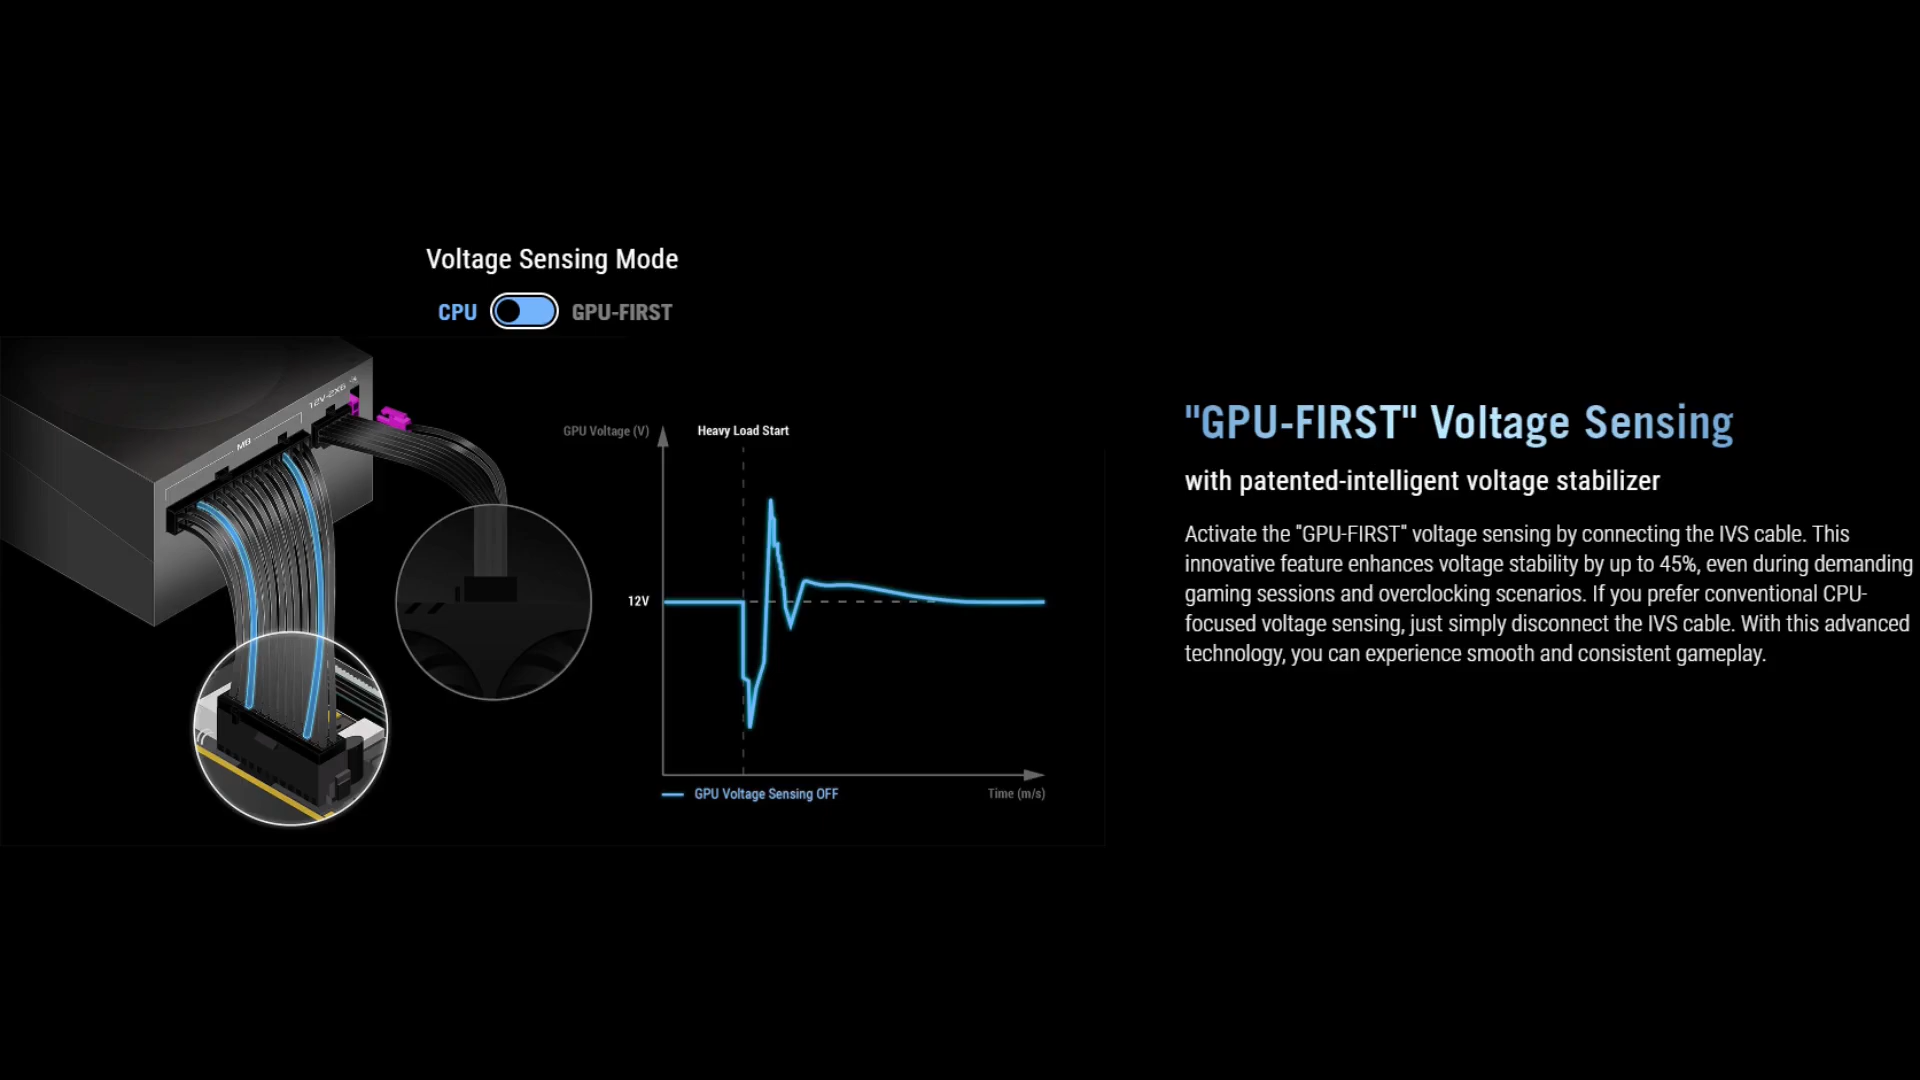 Voltage Sensing Mode
CPU GPU-FIRST
12V-2X6
MB
GPU Voltage (V)
Heavy Load Start
12V
GPU Voltage Sensing OFF
Time (m/s)
"GPU-FIRST" Voltage Sensing
with patented-intelligent voltage stabilizer
Activate the "GPU-FIRST" voltage sensing by connecting the IVS cable. This
innovative feature enhances voltage stability by up to 45%, even during demanding
gaming sessions and overclocking scenarios. If you prefer conventional CPU-
focused voltage sensing, just simply disconnect the IVS cable. With this advanced
technology, you can experience smooth and consistent gameplay.